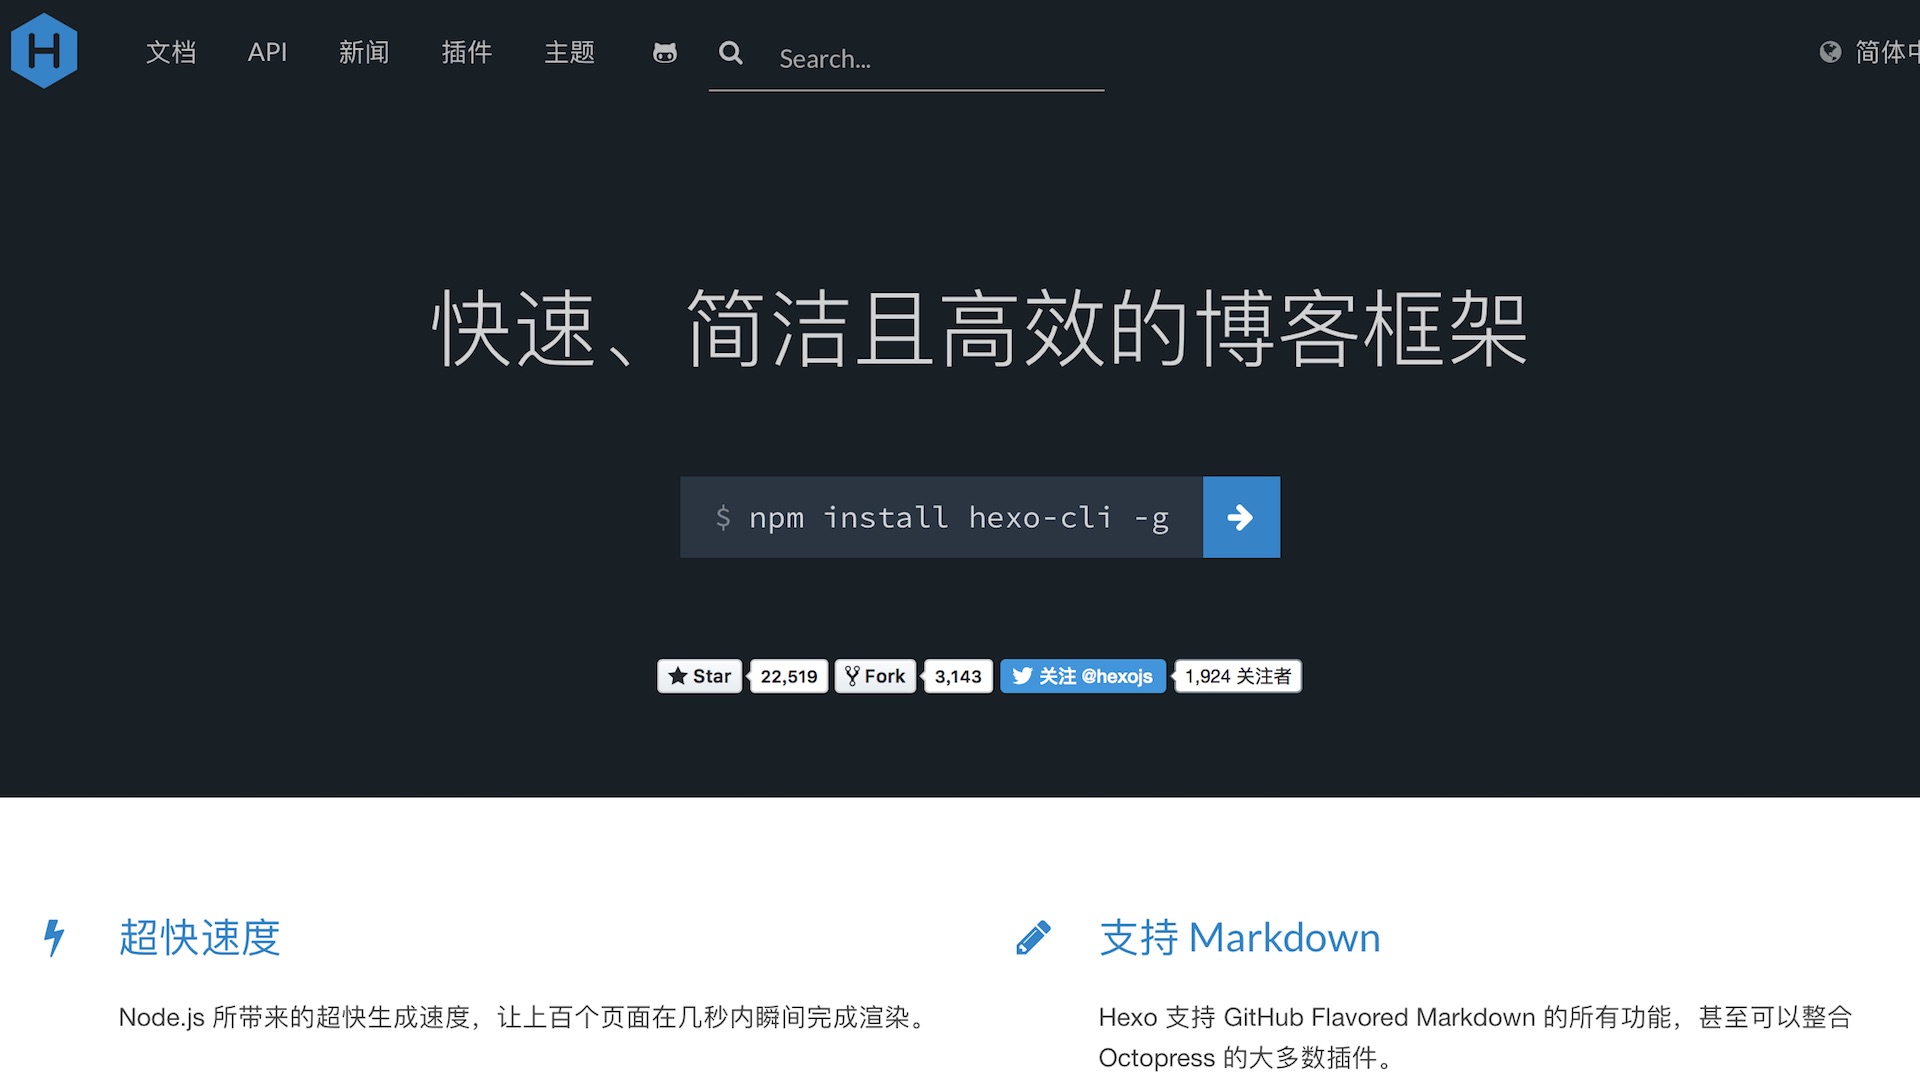 H
文档 API 新闻 插件 主题 Search... 简体中
快速、简洁且高效的博客框架
$ npm install hexo-cli -g
Star 22,519 Fork 3,143 关注 @hexojs 1,924 关注者
超快速度
Node.js 所带来的超快生成速度，让上百个页面在几秒内瞬间完成渲染。
支持 Markdown
Hexo 支持 GitHub Flavored Markdown 的所有功能，甚至可以整合
Octopress 的大多数插件。